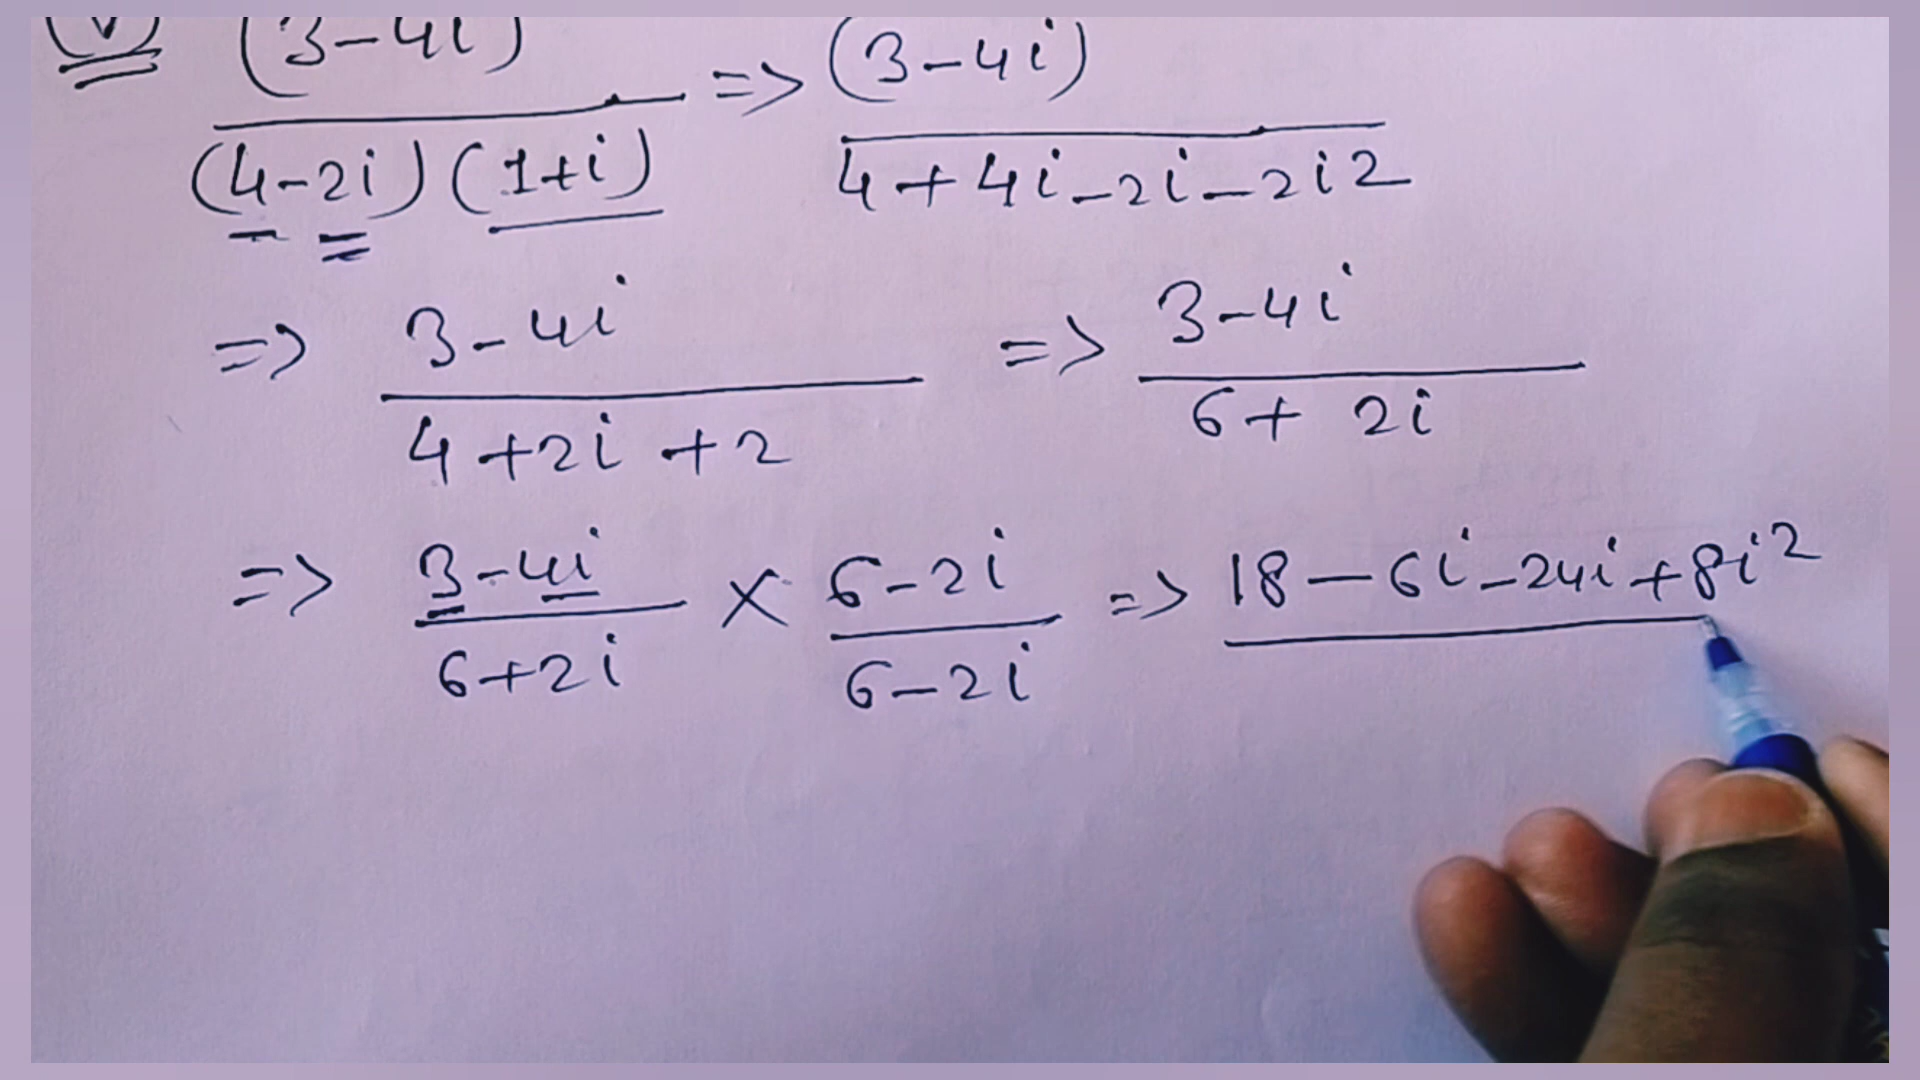 (v) (3-4i) => (3-4i)
(4-2i)(1+i) 4+4i-2i-2i2
=> 3-4i => 3-4i
4+2i+2 6+2i
=> 3-4i × 6-2i => 18-6i-24i+8i²
6+2i 6-2i